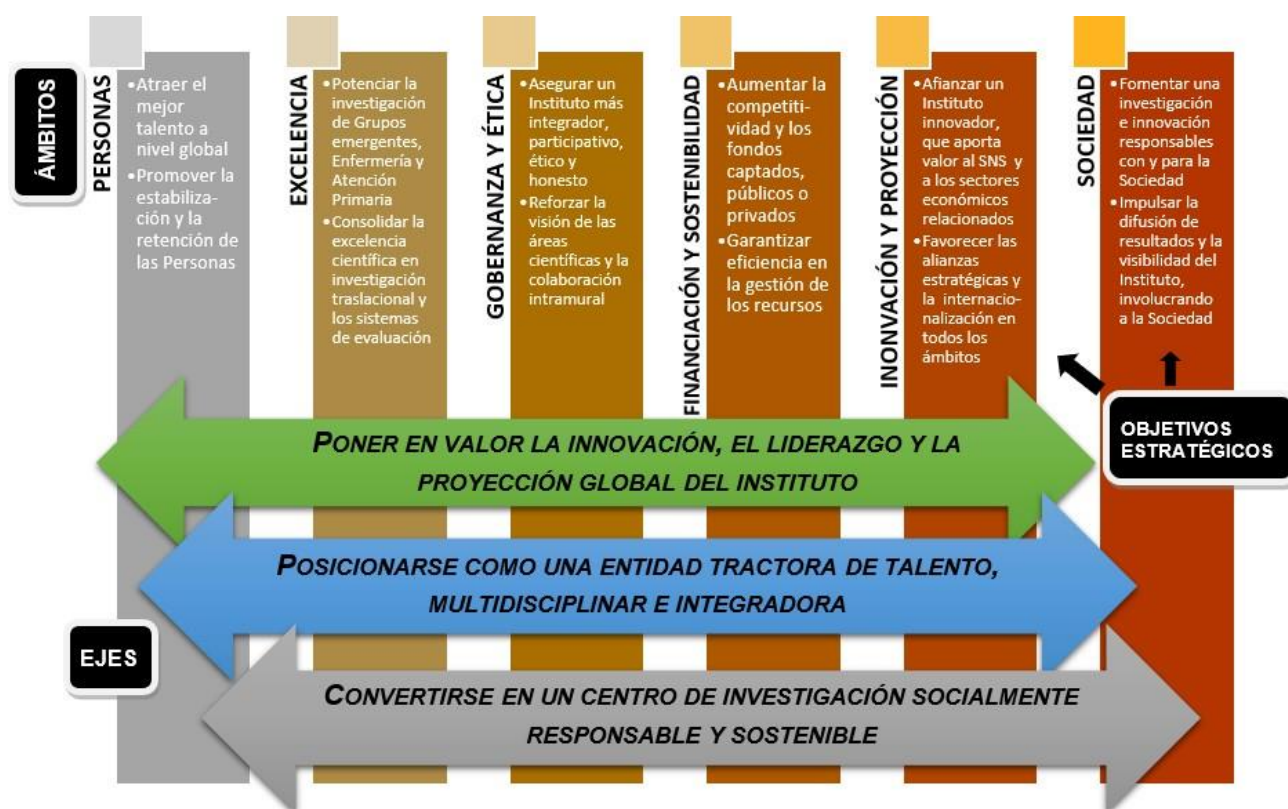 ÁMBITOS
PERSONAS
•Atraer el
mejor
talento a
nivel global
•Promover la
estabiliza-
ción y la
retención de
las Personas
EXCELENCIA
•Potenciar la
investigación
de Grupos
emergentes,
Enfermería y
Atención
Primaria
•Consolidar la
excelencia
científica en
investigación
traslacional y
los sistemas
de evaluación
GOBERNANZA Y ÉTICA
•Asegurar un
Instituto más
integrador,
participativo,
ético y
honesto
•Reforzar la
visión de las
áreas
científicas y la
colaboración
intramural
FINANCIACIÓN Y SOSTENIBILIDAD
•Aumentar la
competiti-
vidad y los
fondos
captados,
públicos o
privados
•Garantizar
eficiencia en
la gestión de
los recursos
INONVACIÓN Y PROYECCIÓN
•Afianzar un
Instituto
innovador,
que aporta
valor al SNS y
a los sectores
económicos
relacionados
•Favorecer las
alianzas
estratégicas y
la internacio-
nalización en
todos los
ámbitos
SOCIEDAD
•Fomentar una
investigación
e innovación
responsables
con y para la
Sociedad
•Impulsar la
difusión de
resultados y la
visibilidad del
Instituto,
involucrando
a la Sociedad
OBJETIVOS
ESTRATÉGICOS
PONER EN VALOR LA INNOVACIÓN, EL LIDERAZGO Y LA
PROYECCIÓN GLOBAL DEL INSTITUTO
POSICIONARSE COMO UNA ENTIDAD TRACTORA DE TALENTO,
MULTIDISCIPLINAR E INTEGRADORA
EJES
CONVERTIRSE EN UN CENTRO DE INVESTIGACIÓN SOCIALMENTE
RESPONSABLE Y SOSTENIBLE